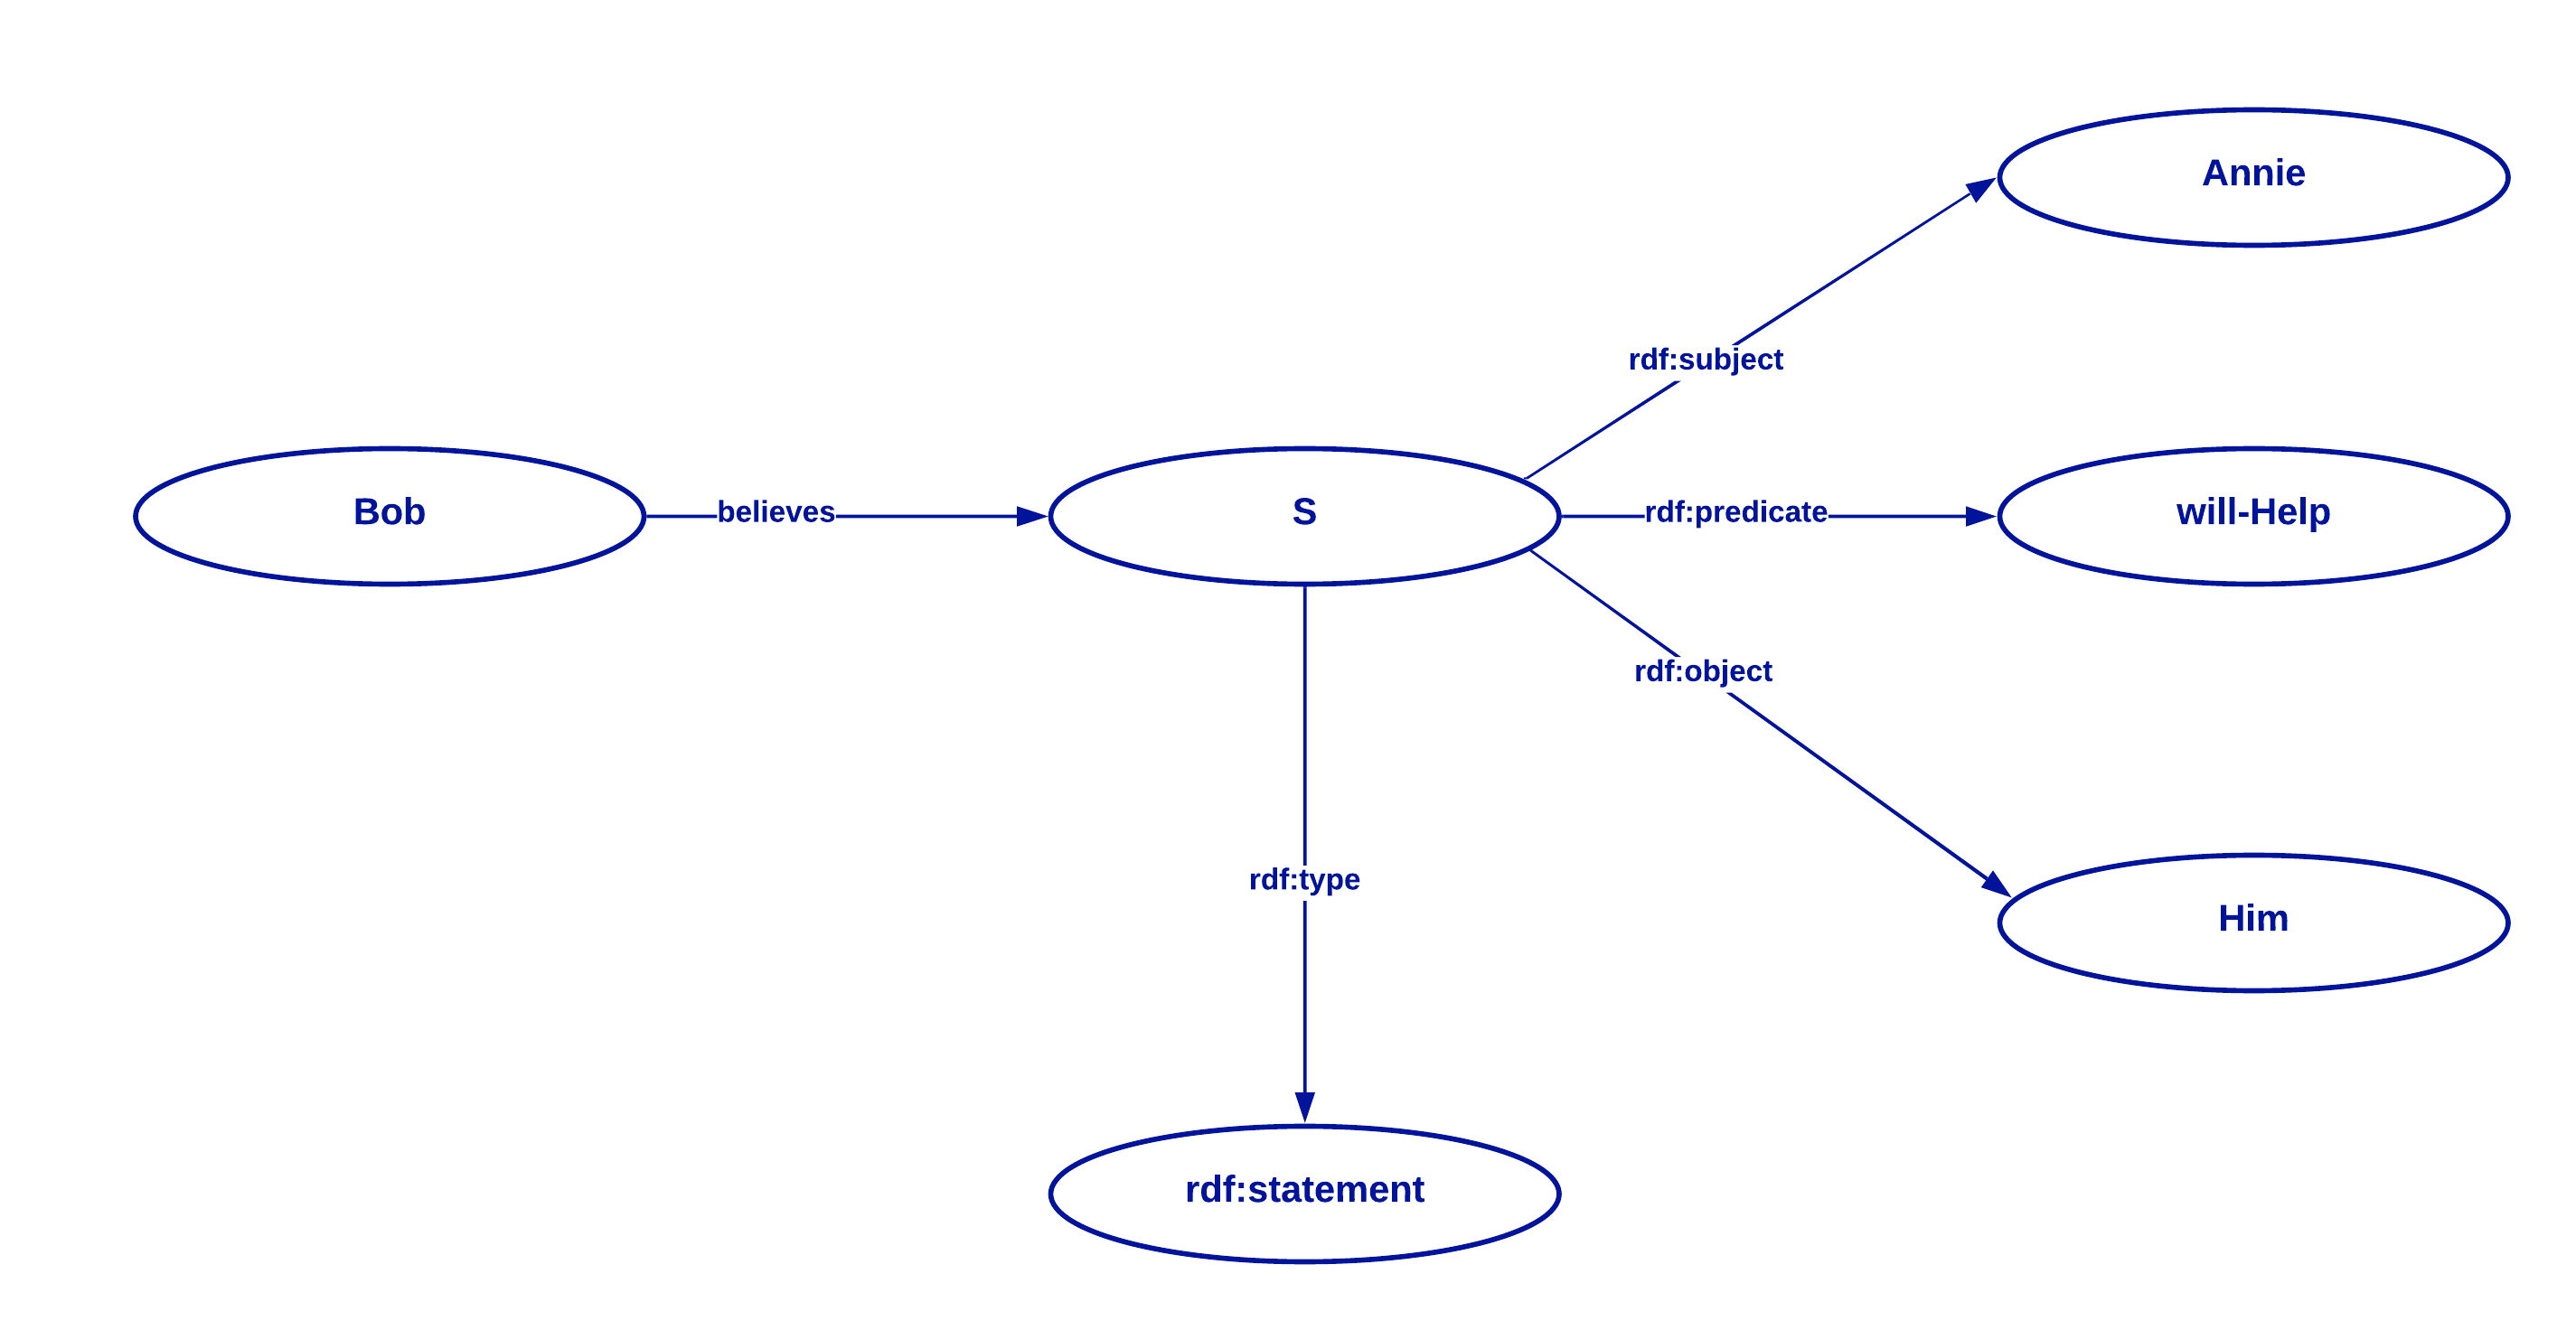 Annie
rdf:subject
Bob
believes
S
rdf:predicate
will-Help
rdf:object
rdf:type
Him
rdf:statement